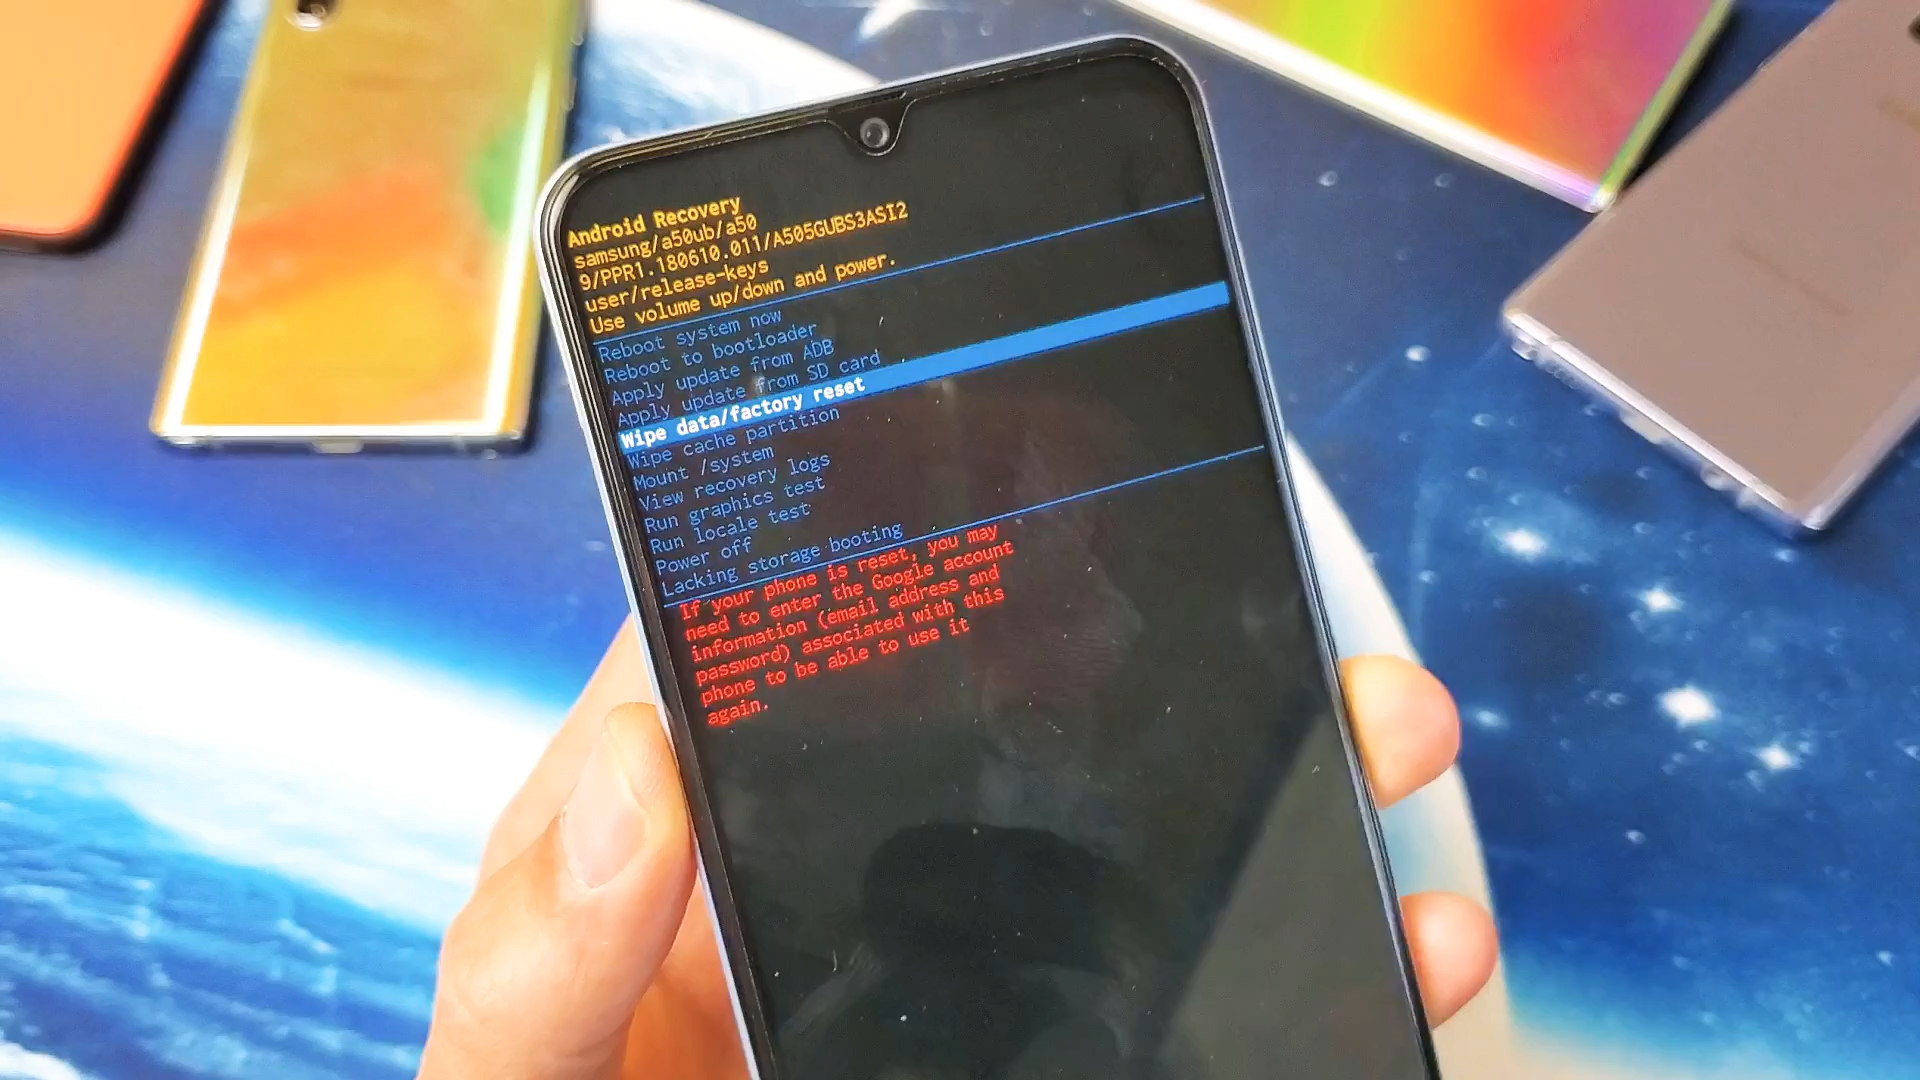 Android Recovery
samsung/a50ub/a50
9/PPR1.180610.011/A505GUBS3ASI2
user/release-keys
Use volume up/down and power.
Reboot system now
Reboot to bootloader
Apply update from ADB
Apply update from SD card
Wipe data/factory reset
Wipe cache partition
Mount /system
View recovery logs
Run graphics test
Run locale test
Power off
Lacking storage booting
If your phone is reset, you may
need to enter the Google account
information (email address and
password) associated with this
phone to be able to use it
again.